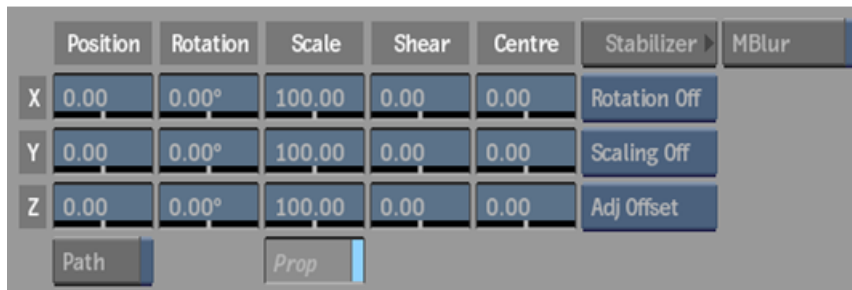 Position Rotation Scale Shear Centre Stabilizer MBlur
X 0.00 0.00° 100.00 0.00 0.00 Rotation Off
Y 0.00 0.00° 100.00 0.00 0.00 Scaling Off
Z 0.00 0.00° 100.00 0.00 0.00 Adj Offset
Path Prop